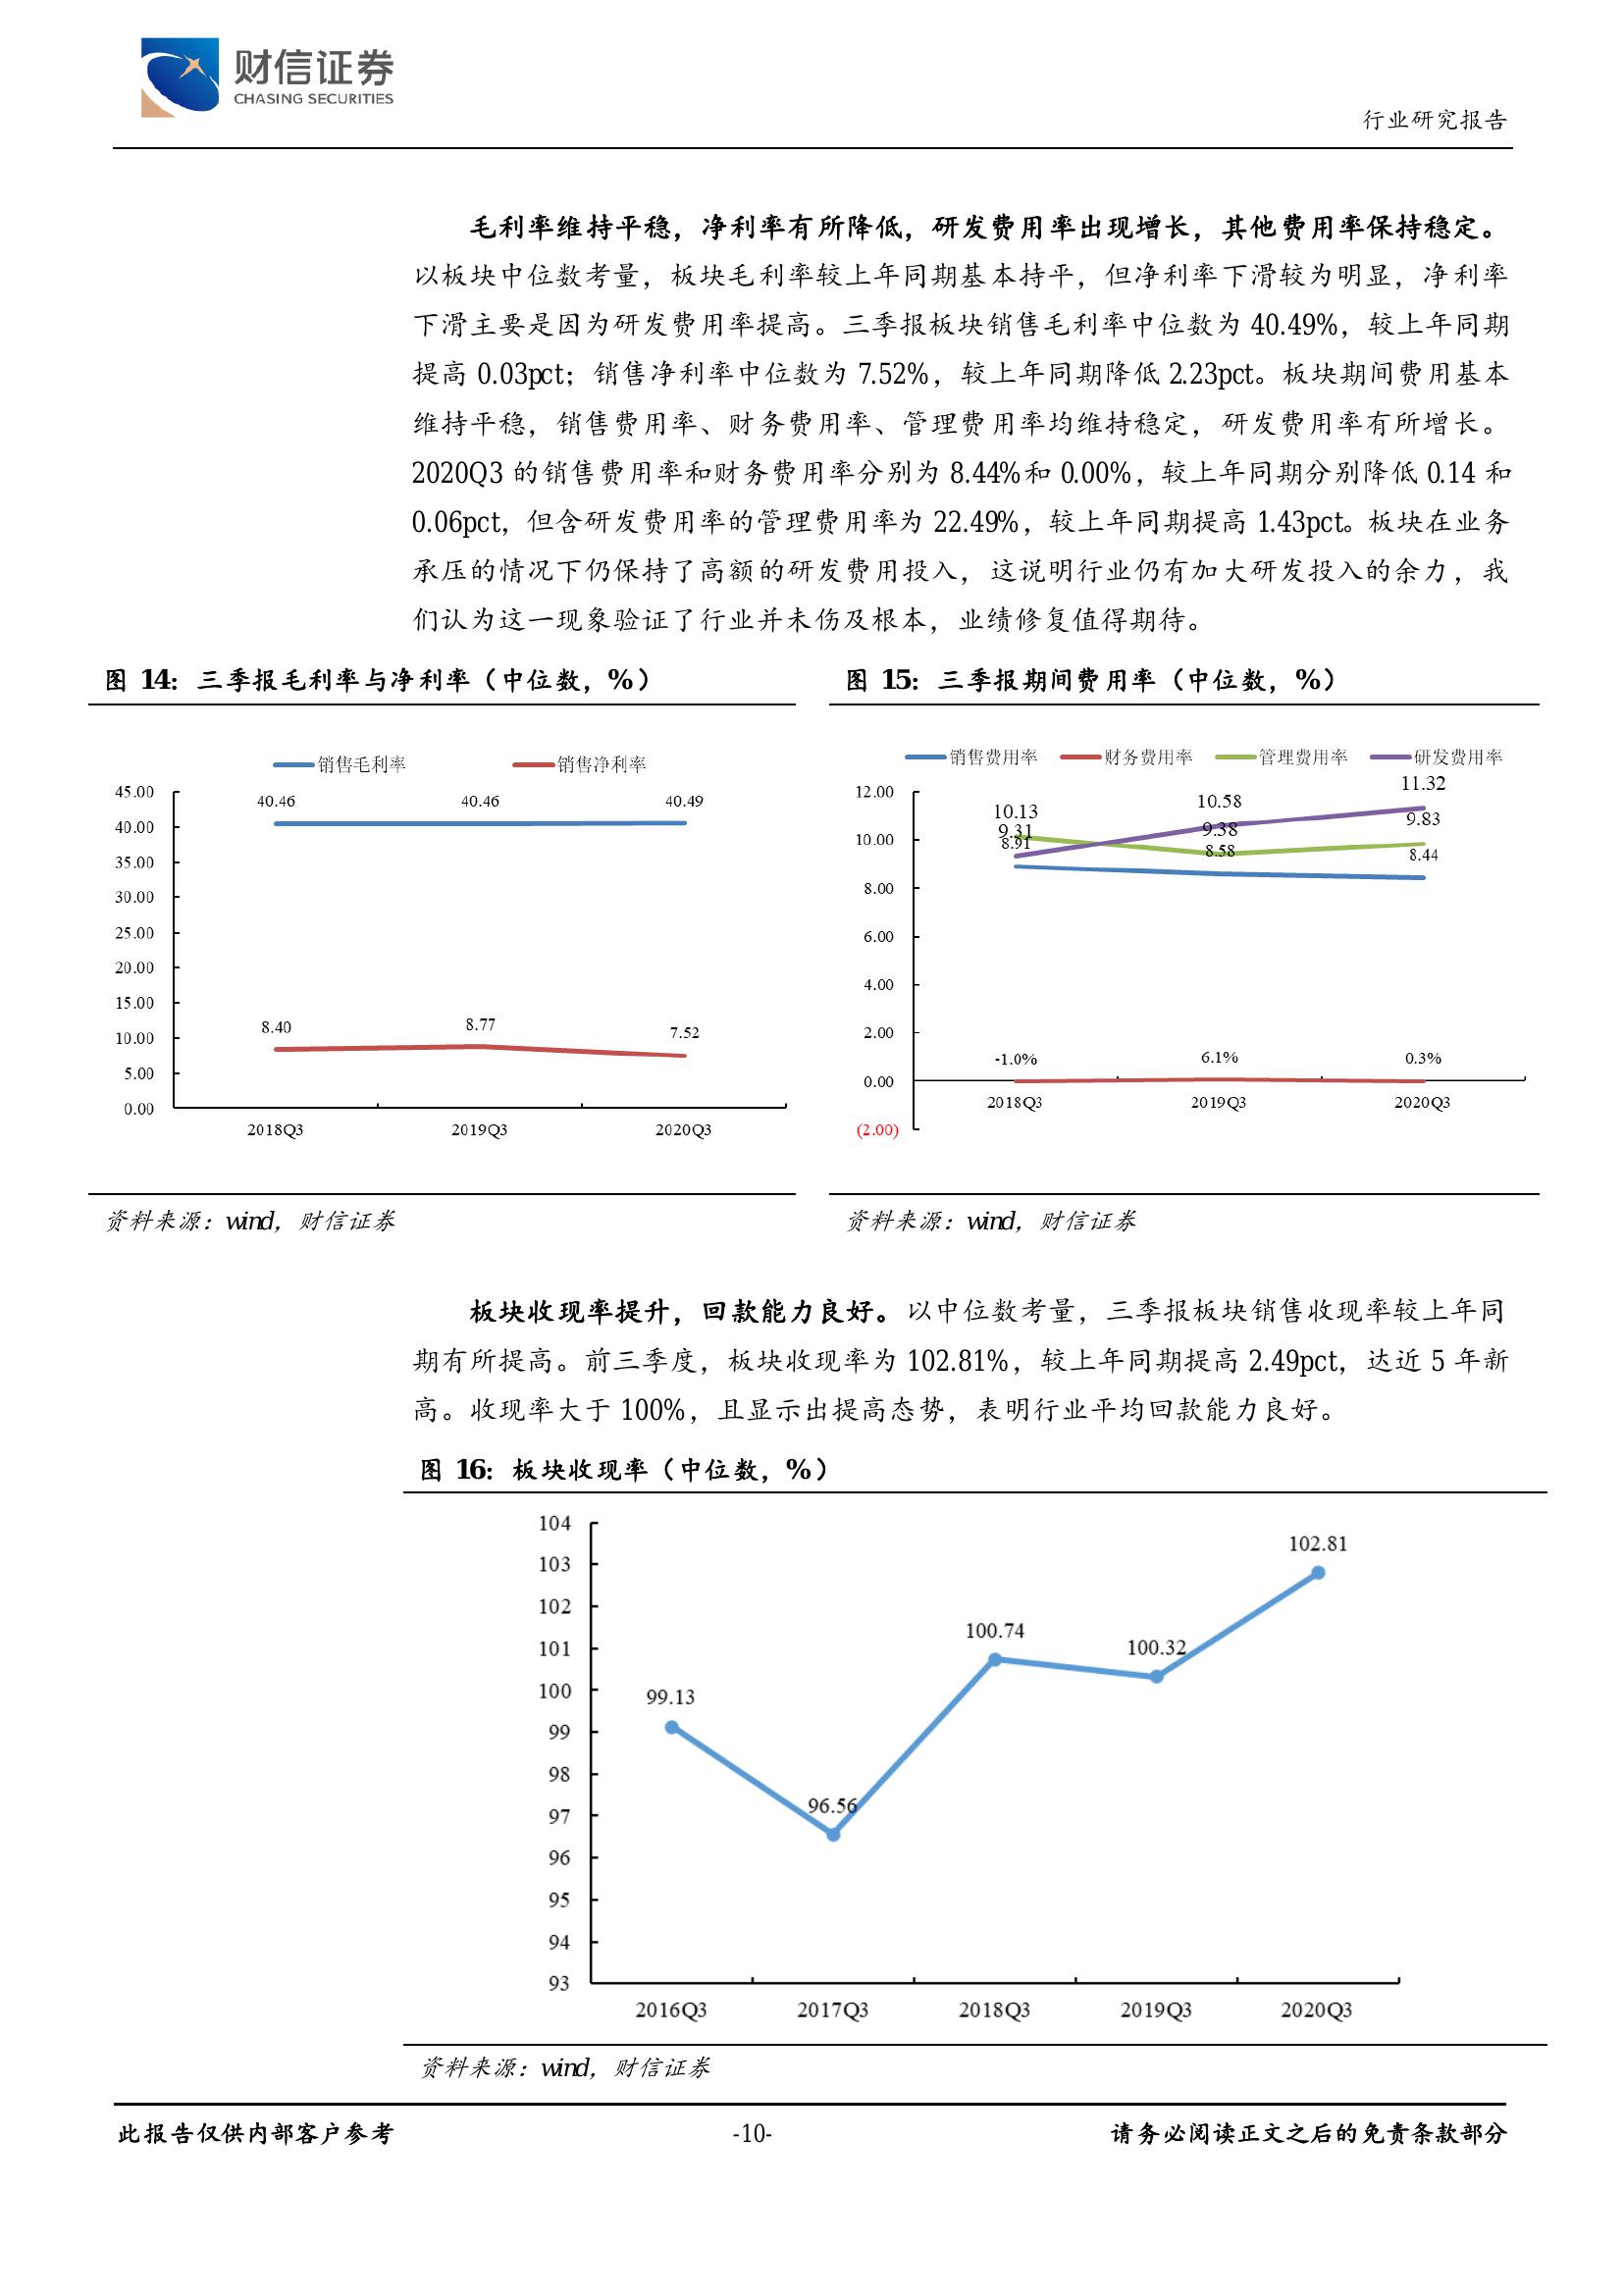 财信证券
CHASING SECURITIES
行业研究报告
毛利率维持平稳，净利率有所降低，研发费用率出现增长，其他费用率保持稳定。
以板块中位数考量，板块毛利率较上年同期基本持平，但净利率下滑较为明显，净利率
下滑主要是因为研发费用率提高。三季报板块销售毛利率中位数为 40.49%，较上年同期
提高 0.03pct；销售净利率中位数为 7.52%，较上年同期降低 2.23pct。板块期间费用基本
维持平稳，销售费用率、财务费用率、管理费用率均维持稳定，研发费用率有所增长。
2020Q3 的销售费用率和财务费用率分别为 8.44%和 0.00%，较上年同期分别降低 0.14 和
0.06pct，但含研发费用率的管理费用率为 22.49%，较上年同期提高 1.43pct。板块在业务
承压的情况下仍保持了高额的研发费用投入，这说明行业仍有加大研发投入的余力，我
们认为这一现象验证了行业并未伤及根本，业绩修复值得期待。
图 14：三季报毛利率与净利率（中位数，%）
销售毛利率 销售净利率
45.00
40.00
35.00
30.00
25.00
20.00
15.00
10.00
5.00
0.00
40.46 40.46 40.49
8.40 8.77 7.52
2018Q3 2019Q3 2020Q3
资料来源：wind，财信证券
图 15：三季报期间费用率（中位数，%）
销售费用率 财务费用率 管理费用率 研发费用率
12.00
10.00
8.00
6.00
4.00
2.00
0.00
(2.00)
10.13 10.58 11.32
9.31 9.38 9.83
8.91 8.58 8.44
-1.0% 6.1% 0.3%
2018Q3 2019Q3 2020Q3
资料来源：wind，财信证券
板块收现率提升，回款能力良好。以中位数考量，三季报板块销售收现率较上年同
期有所提高。前三季度，板块收现率为 102.81%，较上年同期提高 2.49pct，达近 5 年新
高。收现率大于 100%，且显示出提高态势，表明行业平均回款能力良好。
图 16：板块收现率（中位数，%）
104
103
102
101
100
99
98
97
96
95
94
93
99.13 96.56 100.74 100.32 102.81
2016Q3 2017Q3 2018Q3 2019Q3 2020Q3
资料来源：wind，财信证券
此报告仅供内部客户参考 -10- 请务必阅读正文之后的免责条款部分